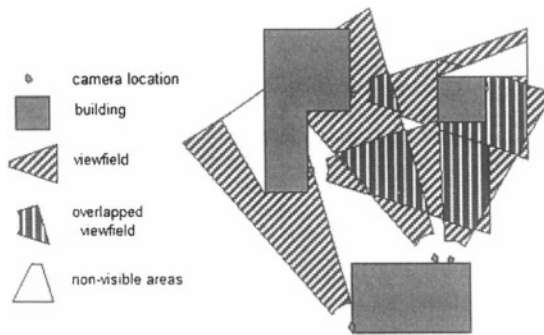 camera location
building
viewfield
overlapped
viewfield
non-visible areas